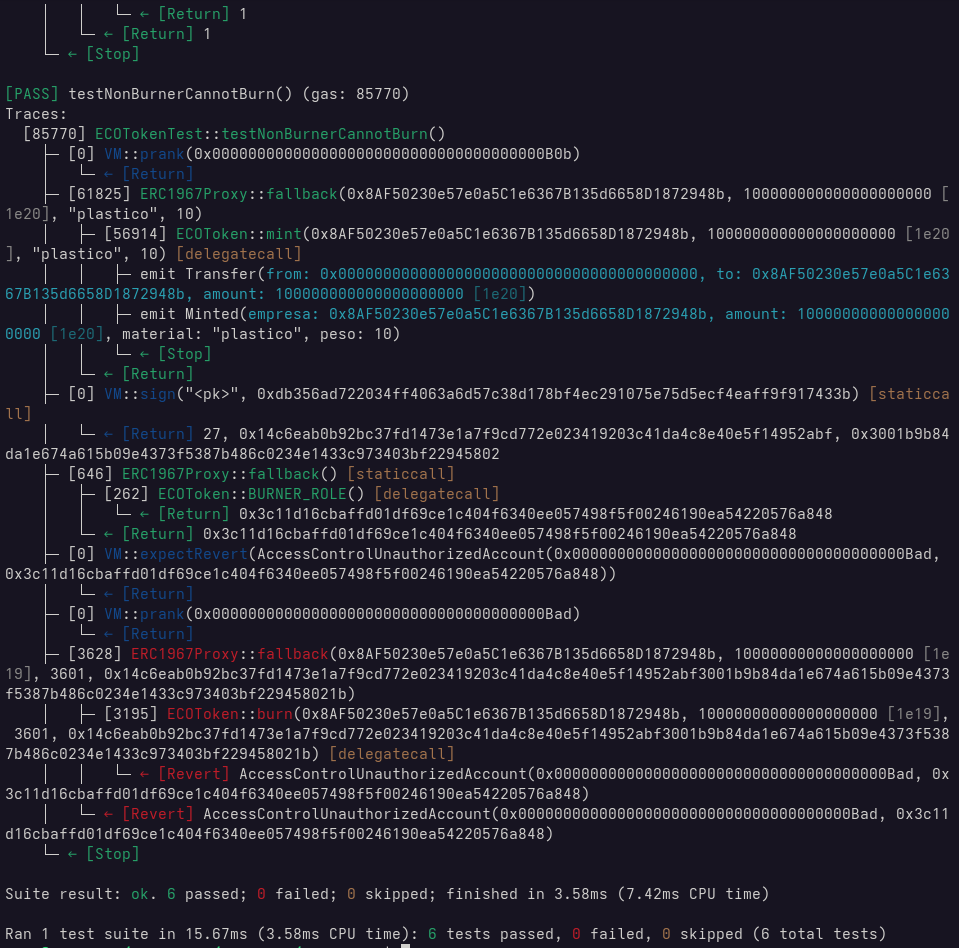 │   │   └─ ← [Return] 1
│   └─ ← [Return] 1
└─ ← [Stop]

[PASS] testNonBurnerCannotBurn() (gas: 85770)
Traces:
[85770] ECOTokenTest::testNonBurnerCannotBurn()
├─ [0] VM::prank(0x0000000000000000000000000000000000000B0b)
│   └─ ← [Return]
├─ [61825] ERC1967Proxy::fallback(0x8AF50230e57e0a5C1e6367B135d6658D1872948b, 100000000000000000000 [
1e20], "plastico", 10)
│   ├─ [56914] ECOToken::mint(0x8AF50230e57e0a5C1e6367B135d6658D1872948b, 100000000000000000000 [1e20
], "plastico", 10) [delegatecall]
│   │   ├─ emit Transfer(from: 0x0000000000000000000000000000000000000000, to: 0x8AF50230e57e0a5C1e63
67B135d6658D1872948b, amount: 100000000000000000000 [1e20])
│   │   ├─ emit Minted(empresa: 0x8AF50230e57e0a5C1e6367B135d6658D1872948b, amount: 10000000000000000
0000 [1e20], material: "plastico", peso: 10)
│   │   └─ ← [Stop]
│   └─ ← [Return]
├─ [0] VM::sign("<pk>", 0xdb356ad722034ff4063a6d57c38d178bf4ec291075e75d5ecf4eaff9f917433b) [staticca
ll]
│   └─ ← [Return] 27, 0x14c6eab0b92bc37fd1473e1a7f9cd772e023419203c41da4c8e40e5f14952abf, 0x3001b9b84
da1e674a615b09e4373f5387b486c0234e1433c973403bf22945802
├─ [646] ERC1967Proxy::fallback() [staticcall]
│   ├─ [262] ECOToken::BURNER_ROLE() [delegatecall]
│   │   └─ ← [Return] 0x3c11d16cbaffd01df69ce1c404f6340ee057498f5f00246190ea54220576a848
│   └─ ← [Return] 0x3c11d16cbaffd01df69ce1c404f6340ee057498f5f00246190ea54220576a848
├─ [0] VM::expectRevert(AccessControlUnauthorizedAccount(0x0000000000000000000000000000000000000Bad,
0x3c11d16cbaffd01df69ce1c404f6340ee057498f5f00246190ea54220576a848))
│   └─ ← [Return]
├─ [0] VM::prank(0x0000000000000000000000000000000000000Bad)
│   └─ ← [Return]
├─ [3628] ERC1967Proxy::fallback(0x8AF50230e57e0a5C1e6367B135d6658D1872948b, 10000000000000000000 [1e
19], 3601, 0x14c6eab0b92bc37fd1473e1a7f9cd772e023419203c41da4c8e40e5f14952abf3001b9b84da1e674a615b09e4373
f5387b486c0234e1433c973403bf229458021b)
│   ├─ [3195] ECOToken::burn(0x8AF50230e57e0a5C1e6367B135d6658D1872948b, 10000000000000000000 [1e19],
3601, 0x14c6eab0b92bc37fd1473e1a7f9cd772e023419203c41da4c8e40e5f14952abf3001b9b84da1e674a615b09e4373f538
7b486c0234e1433c973403bf229458021b) [delegatecall]
│   │   └─ ← [Revert] AccessControlUnauthorizedAccount(0x0000000000000000000000000000000000000Bad, 0x
3c11d16cbaffd01df69ce1c404f6340ee057498f5f00246190ea54220576a848)
│   └─ ← [Revert] AccessControlUnauthorizedAccount(0x0000000000000000000000000000000000000Bad, 0x3c11
d16cbaffd01df69ce1c404f6340ee057498f5f00246190ea54220576a848)
└─ ← [Stop]

Suite result: ok. 6 passed; 0 failed; 0 skipped; finished in 3.58ms (7.42ms CPU time)

Ran 1 test suite in 15.67ms (3.58ms CPU time): 6 tests passed, 0 failed, 0 skipped (6 total tests)